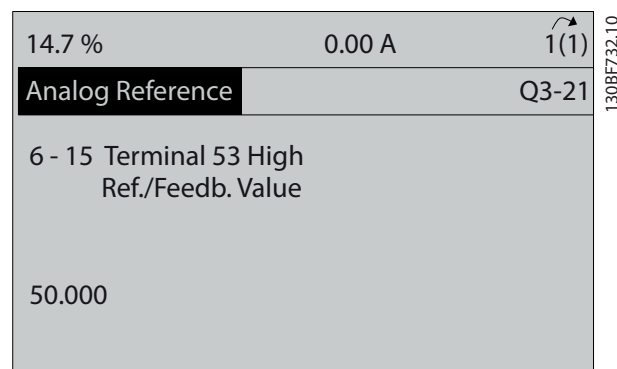 14.7 % 0.00 A 1(1)
Analog Reference Q3-21
6 - 15 Terminal 53 High
Ref./Feedb. Value
50.000
130BF732.10